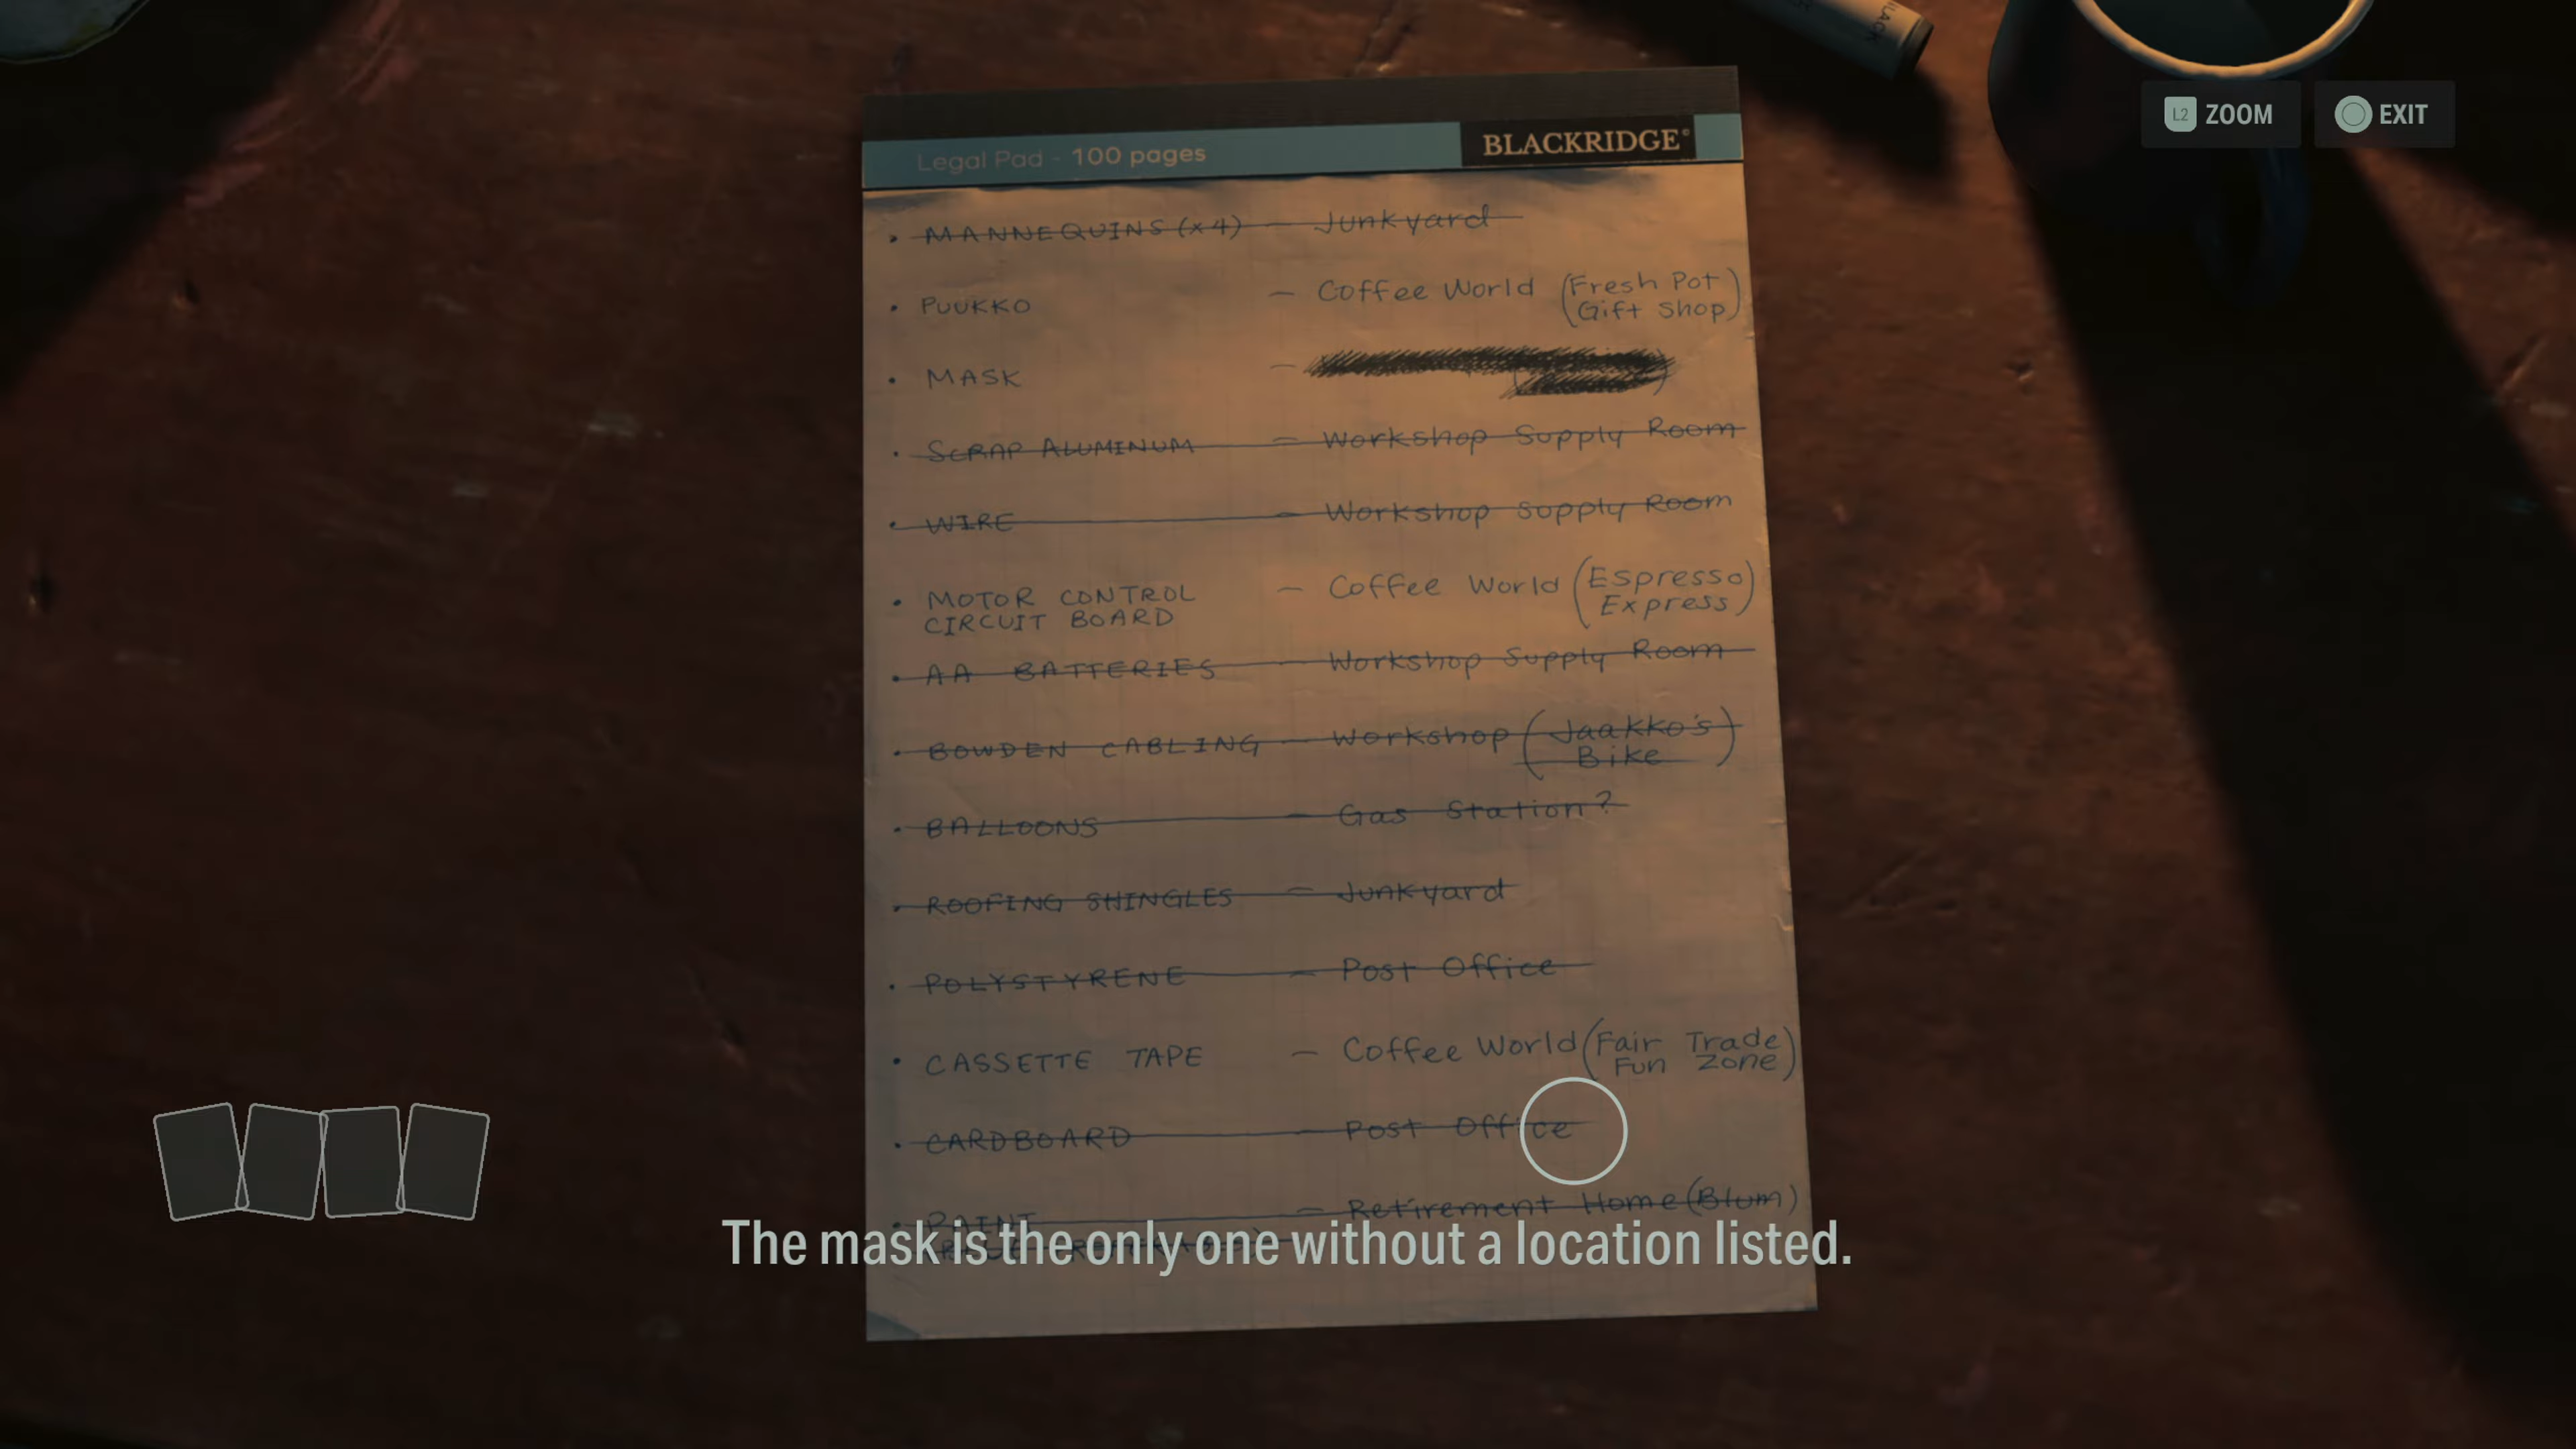 LACK
L2 ZOOM
EXIT
Legal Pad - 100 pages
BLACKRIDGE
• MANNEQUINS (x4) — Junkyard
• PUUKKO — Coffee World (Fresh Pot
Gift Shop)
• MASK —
• SCRAP ALUMINUM — Workshop Supply Room
• WIRE — Workshop Supply Room
• MOTOR CONTROL — Coffee World (Espresso
CIRCUIT BOARD Express)
• AA BATTERIES — Workshop Supply Room
• BOWDEN CABLING — Workshop (Jaakko's
Bike)
• BALLOONS — Gas Station?
• ROOFING SHINGLES — Junkyard
• POLYSTYRENE — Post Office
• CASSETTE TAPE — Coffee World (Fair Trade
Fun Zone)
• CARDBOARD — Post Office
• PAINT — Retirement Home (Blum)
The mask is the only one without a location listed.